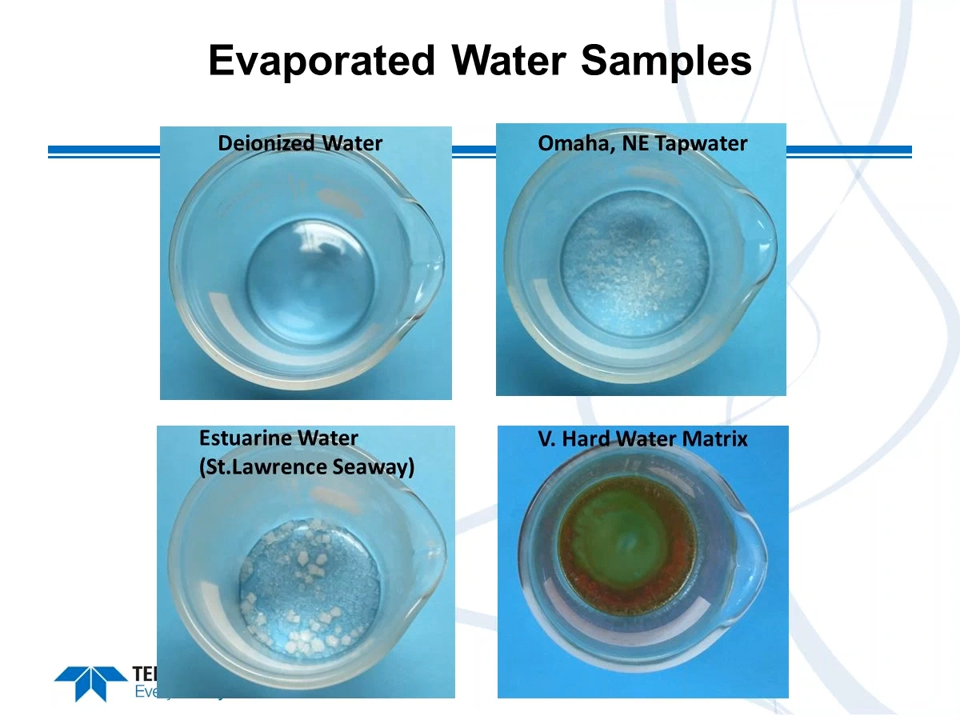 Evaporated Water Samples
Deionized Water
Omaha, NE Tapwater
Estuarine Water
(St.Lawrence Seaway)
V. Hard Water Matrix